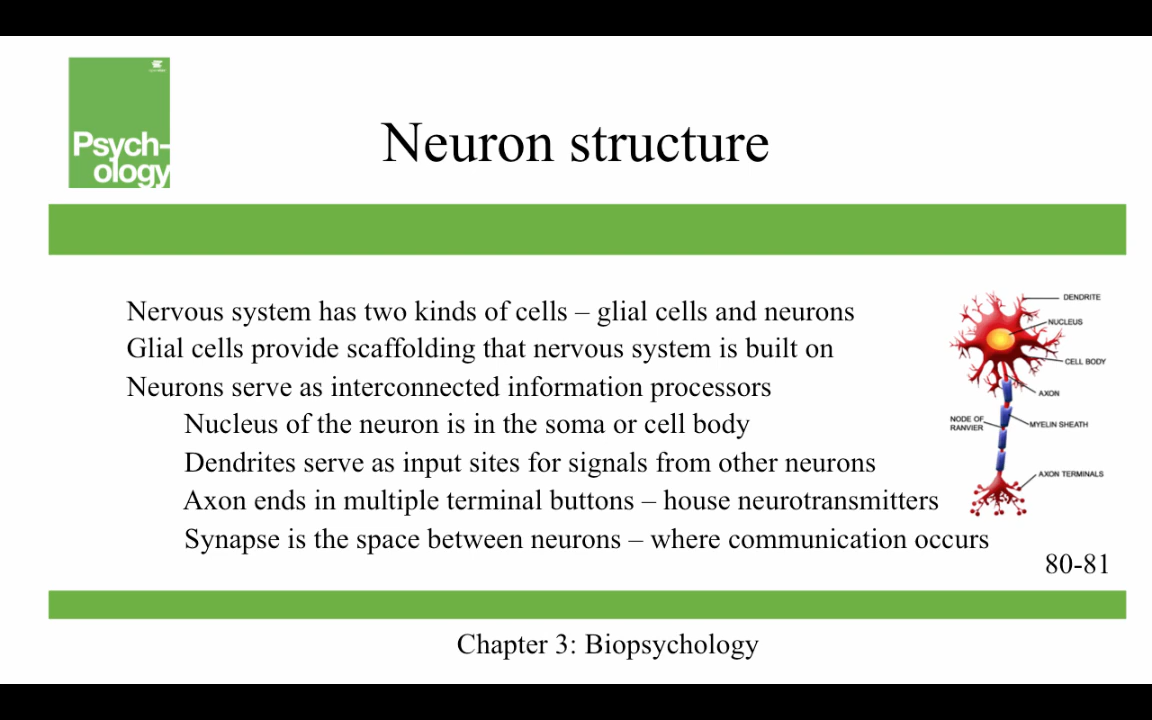 Psych-
ology
Neuron structure
Nervous system has two kinds of cells – glial cells and neurons
Glial cells provide scaffolding that nervous system is built on
Neurons serve as interconnected information processors
Nucleus of the neuron is in the soma or cell body
Dendrites serve as input sites for signals from other neurons
Axon ends in multiple terminal buttons – house neurotransmitters
Synapse is the space between neurons – where communication occurs
DENDRITE
NUCLEUS
CELL BODY
AXON
NODE OF
RANVIER
MYELIN SHEATH
AXON TERMINALS
80-81
Chapter 3: Biopsychology